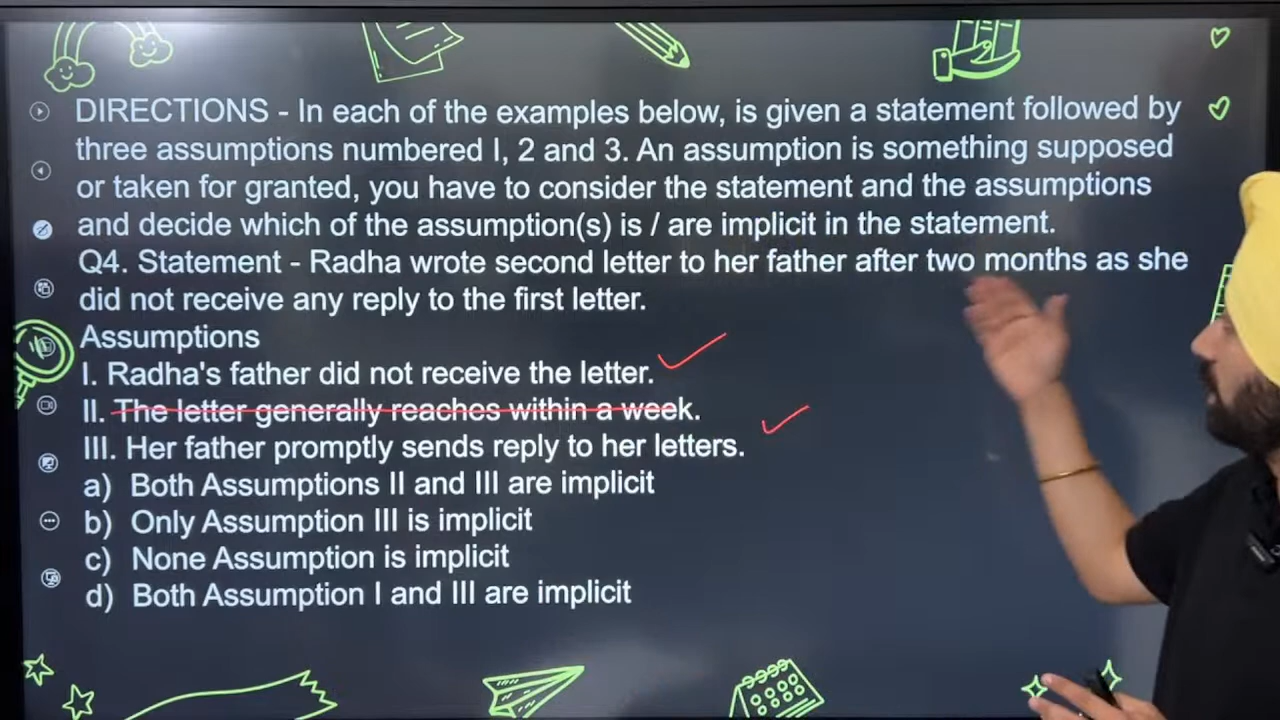 DIRECTIONS - In each of the examples below, is given a statement followed by
three assumptions numbered I, 2 and 3. An assumption is something supposed
or taken for granted, you have to consider the statement and the assumptions
and decide which of the assumption(s) is / are implicit in the statement.
Q4. Statement - Radha wrote second letter to her father after two months as she
did not receive any reply to the first letter.
Assumptions
I. Radha's father did not receive the letter.
II. The letter generally reaches within a week.
III. Her father promptly sends reply to her letters.
a) Both Assumptions II and III are implicit
b) Only Assumption III is implicit
c) None Assumption is implicit
d) Both Assumption I and III are implicit